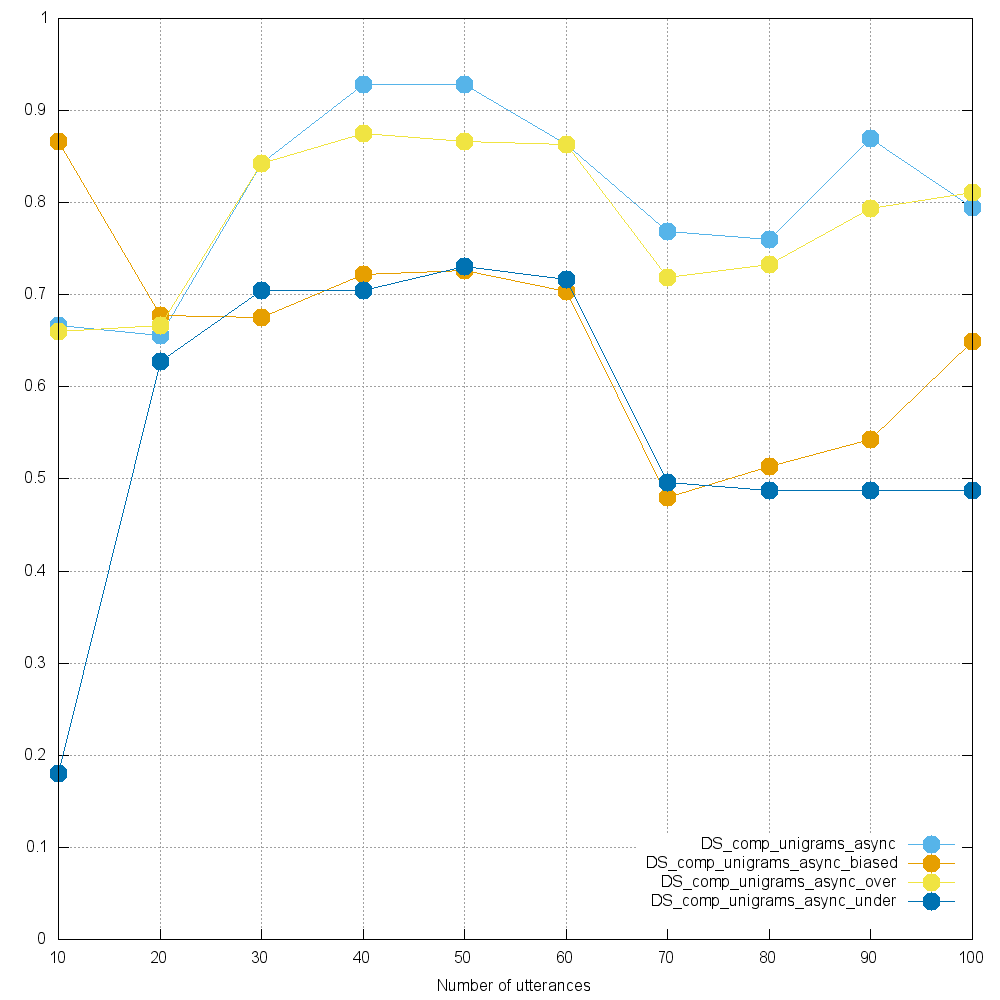 1
0.9
0.8
0.7
0.6
0.5
0.4
0.3
0.2
0.1
0
DS_comp_unigrams_async
DS_comp_unigrams_async_biased
DS_comp_unigrams_async_over
DS_comp_unigrams_async_under
10 20 30 40 50 60 70 80 90 100
Number of utterances